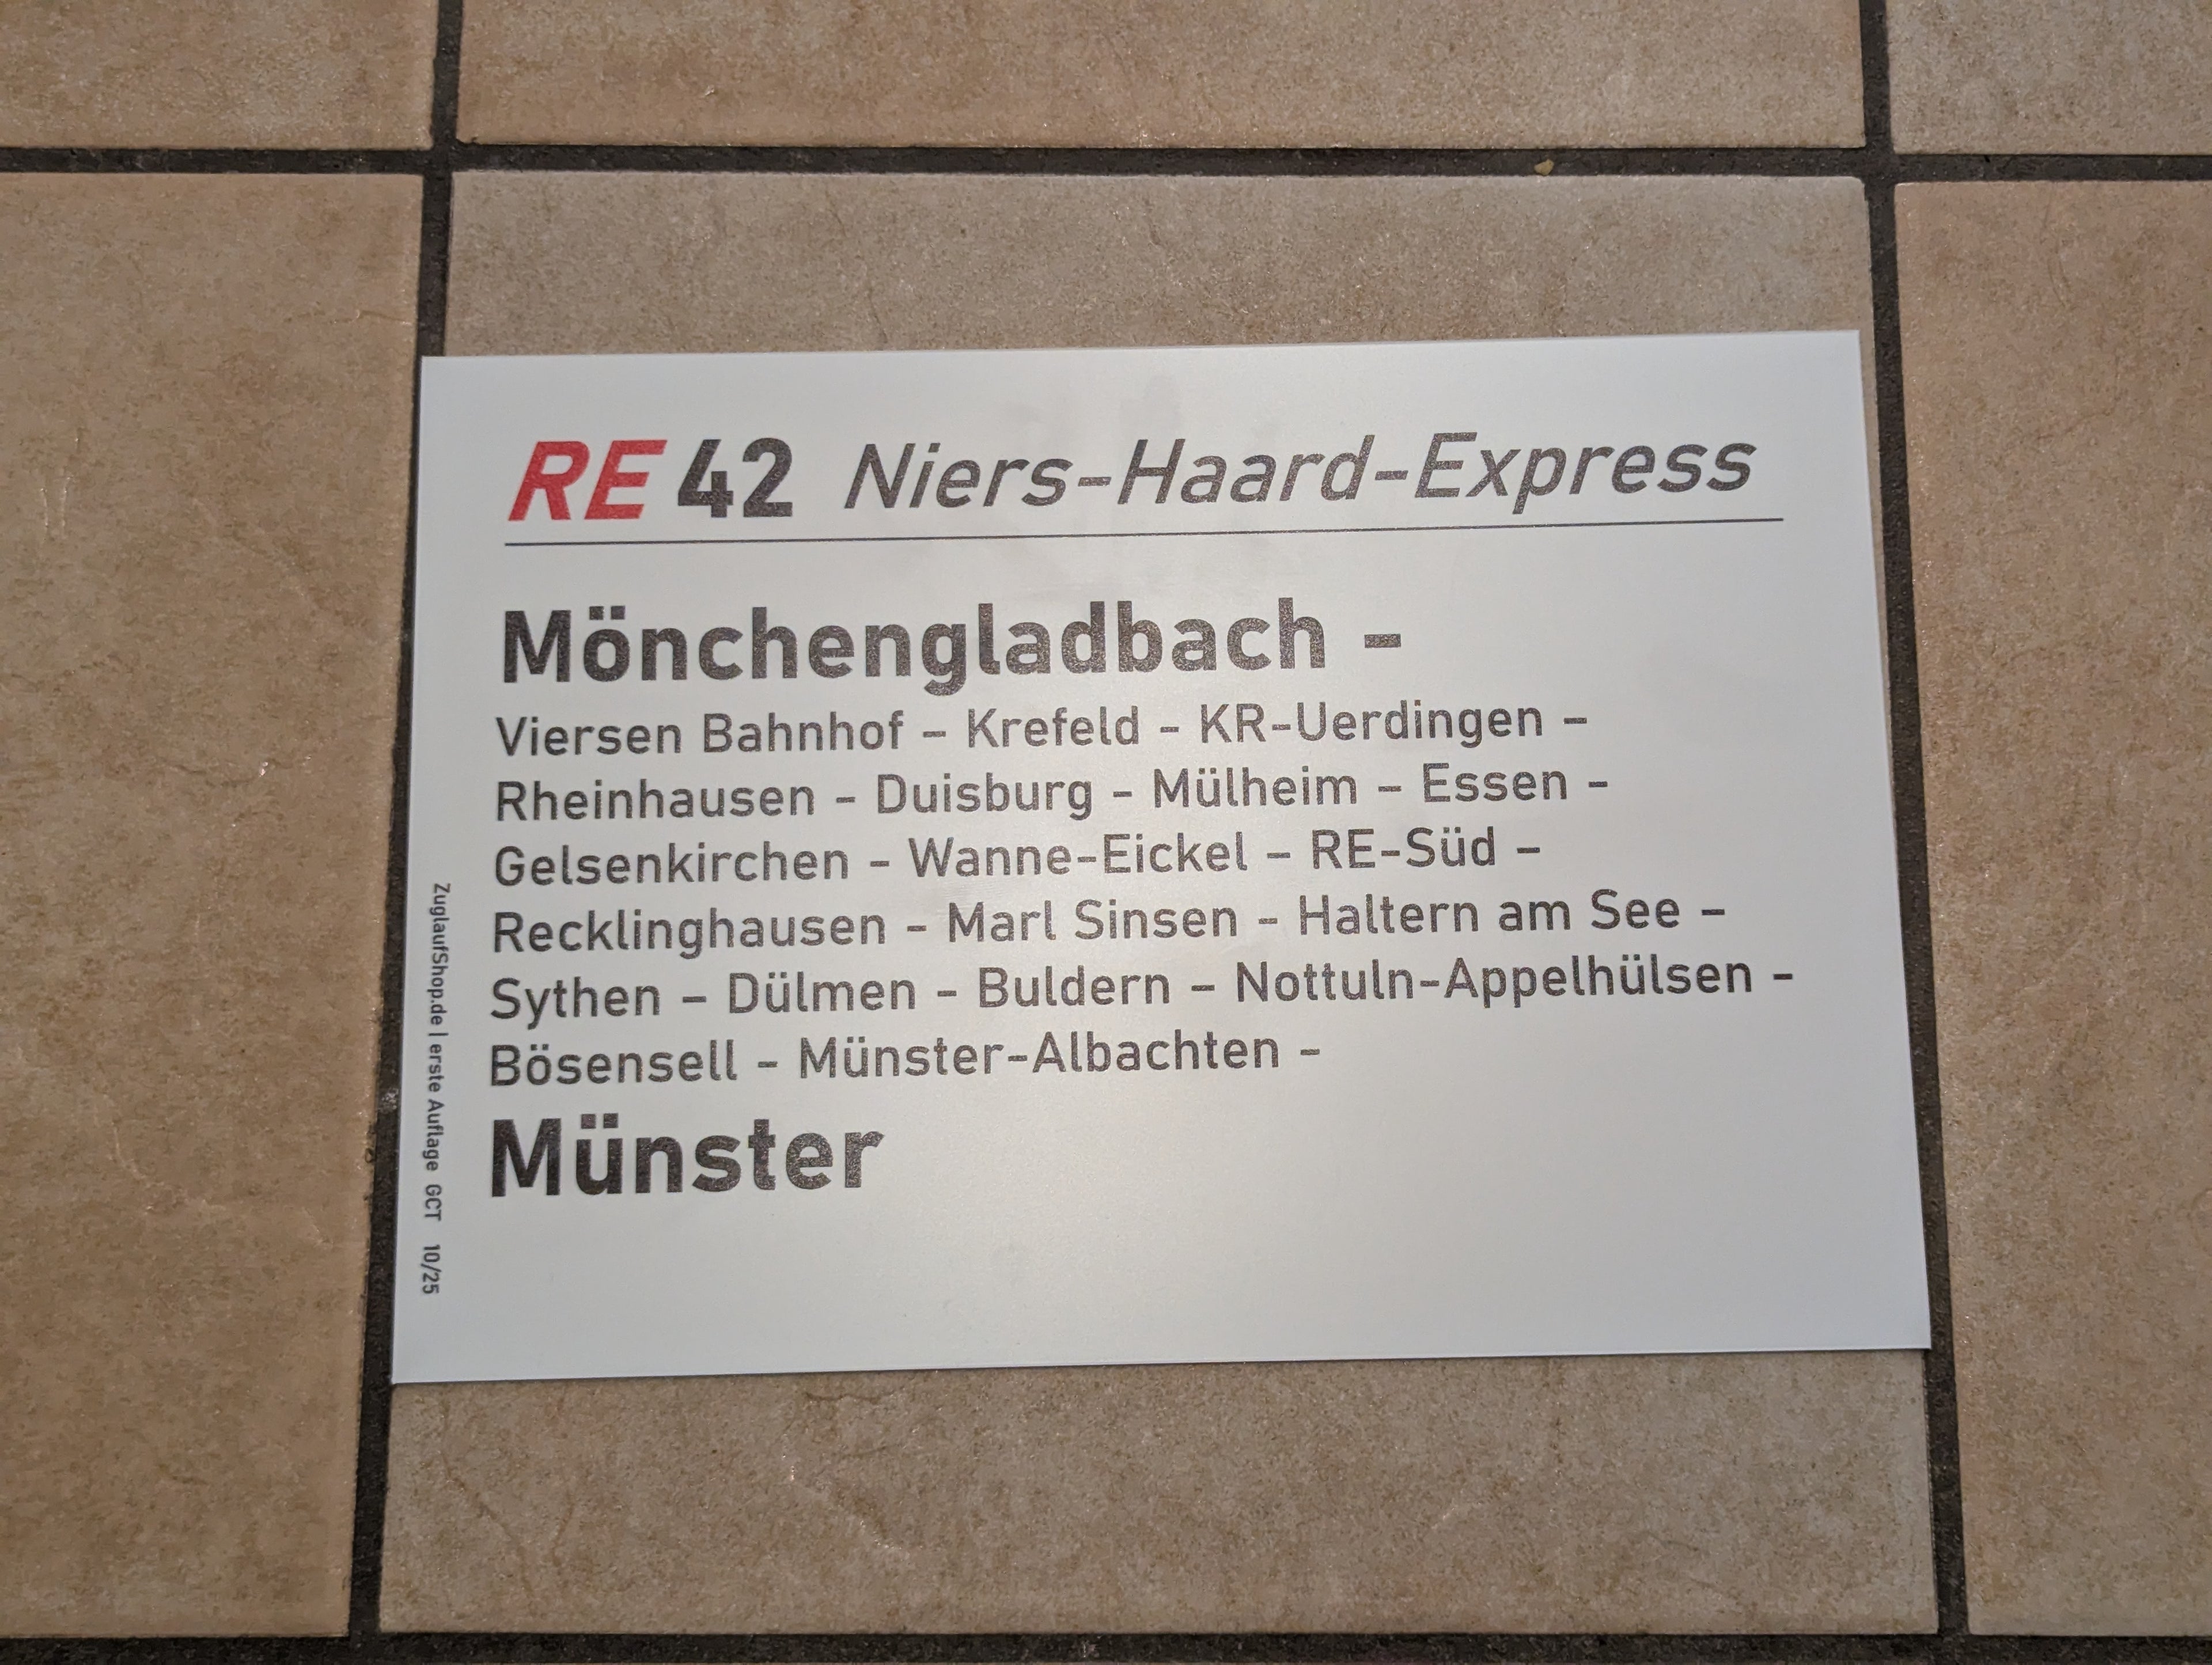 RE 42 Niers-Haard-Express
Mönchengladbach –
Viersen Bahnhof – Krefeld - KR-Uerdingen –
Rheinhausen - Duisburg - Mülheim – Essen -
Gelsenkirchen - Wanne-Eickel – RE-Süd –
Recklinghausen - Marl Sinsen - Haltern am See –
Sythen – Dülmen - Buldern – Nottuln-Appelhülsen -
Bösensell - Münster-Albachten -
Münster
ZuglaufShop.de | erste Auflage GCT 10/25